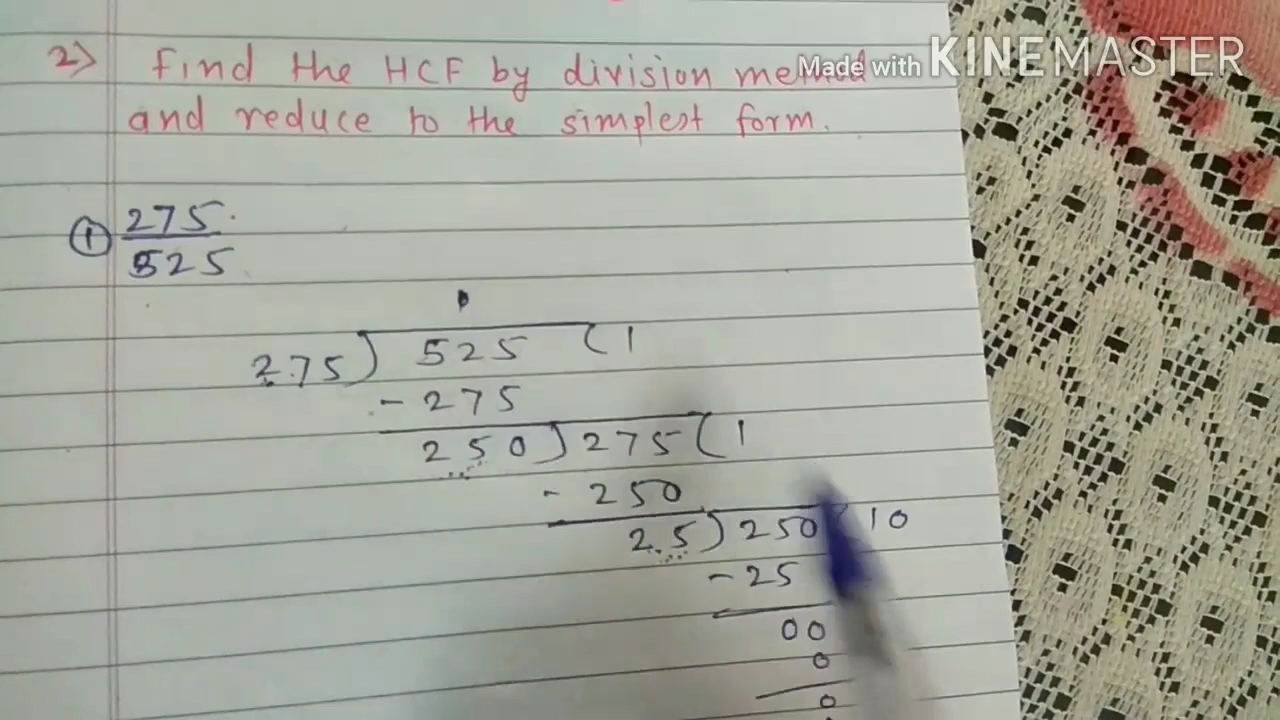 2) Find the HCF by division method
Made with KINEMASTER
and reduce to the simplest form.
① 275
525
275) 525 (1
- 275
250) 275 (1
- 250
25) 250 ( 10
- 25
00
0
0